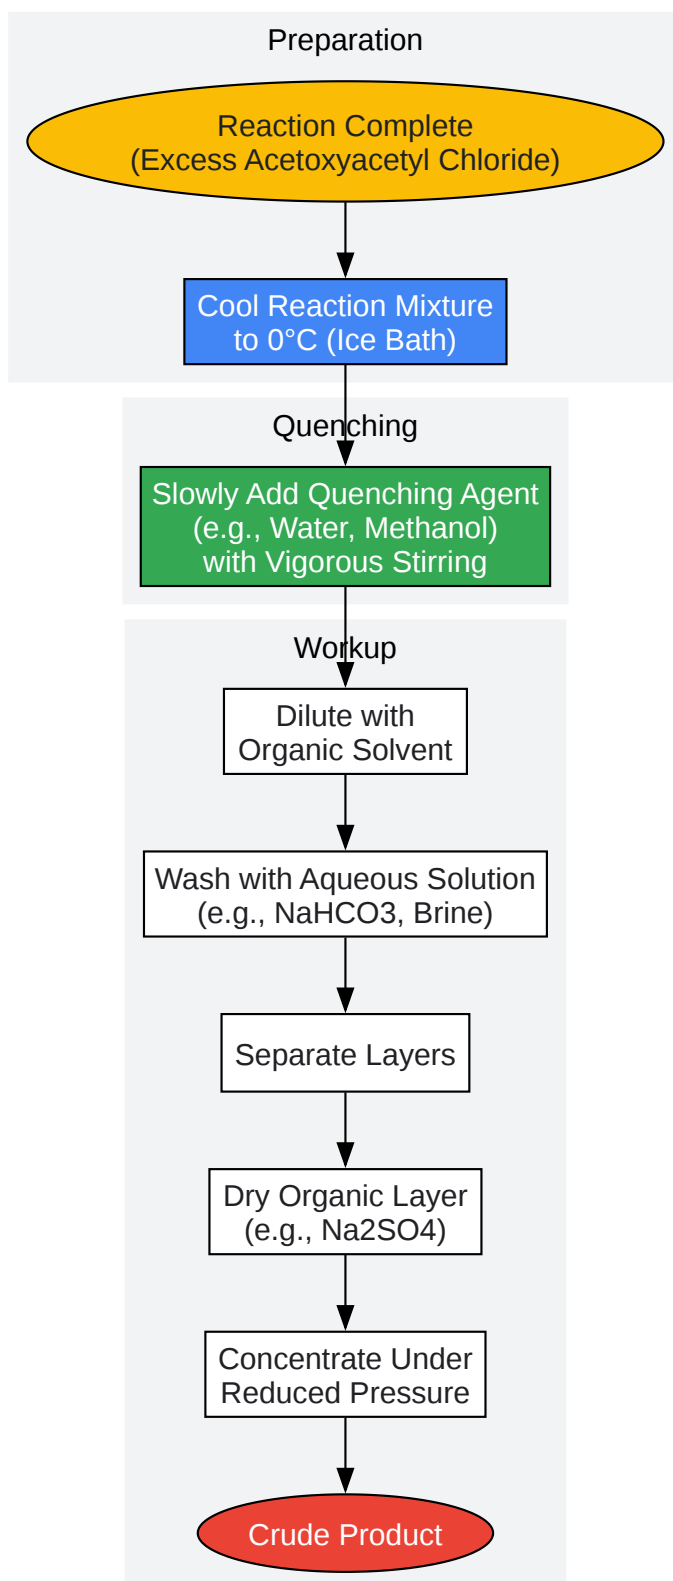 Preparation
Reaction Complete
(Excess Acetoxyacetyl Chloride)
Cool Reaction Mixture
to 0°C (Ice Bath)
Quenching
Slowly Add Quenching Agent
(e.g., Water, Methanol)
with Vigorous Stirring
Workup
Dilute with
Organic Solvent
Wash with Aqueous Solution
(e.g., NaHCO3, Brine)
Separate Layers
Dry Organic Layer
(e.g., Na2SO4)
Concentrate Under
Reduced Pressure
Crude Product